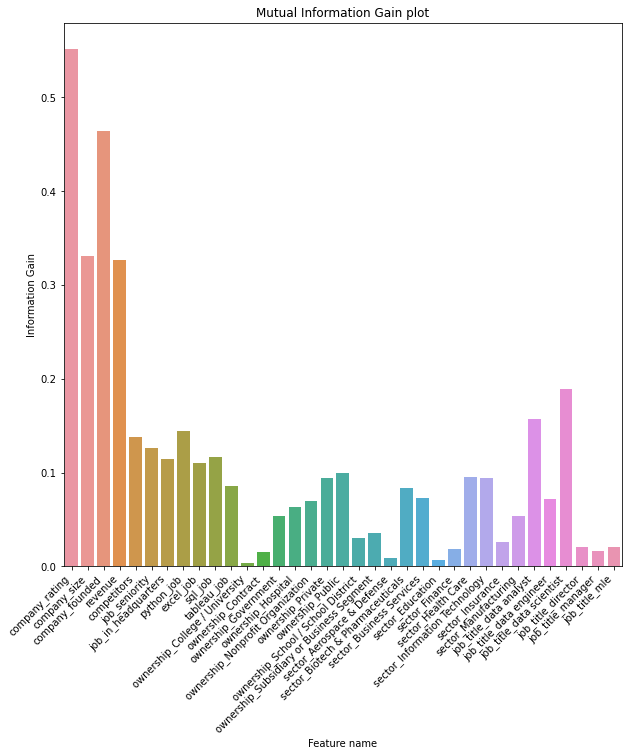 Mutual Information Gain plot
Information Gain
0.5
0.4
0.3
0.2
0.1
0.0
company_rating
company_size
company_founded
revenue
competitors
job_seniority
job_in_headquarters
python_job
excel_job
sql_job
tableau_job
ownership_College / University
ownership_Contract
ownership_Government
ownership_Hospital
ownership_Nonprofit Organization
ownership_Private
ownership_Public
ownership_School / School District
ownership_Subsidiary or Business Segment
sector_Aerospace & Defense
sector_Biotech & Pharmaceuticals
sector_Business Services
sector_Education
sector_Finance
sector_Health Care
sector_Information Technology
sector_Insurance
sector_Manufacturing
job_title_data analyst
job_title_data engineer
job_title_data scientist
job_title_director
job_title_manager
job_title_mle
Feature name